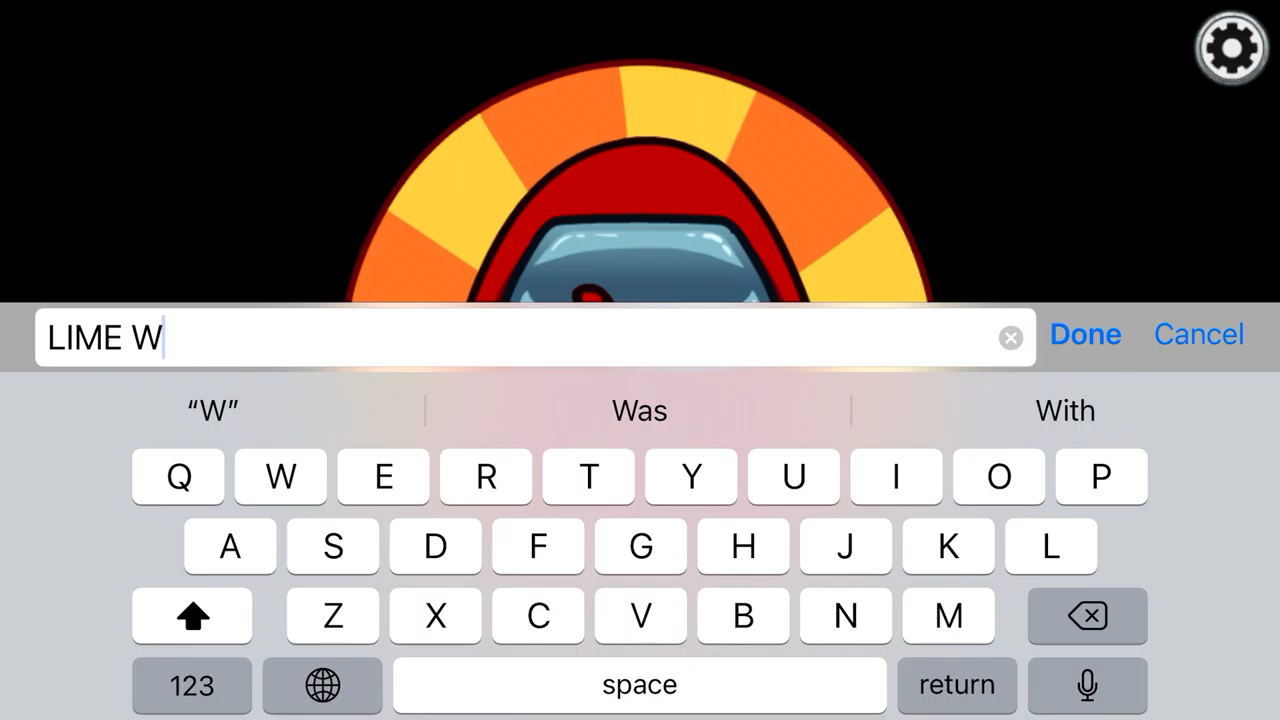 LIME W
Done
Cancel
“W”
Was
With
Q W E R T Y U I O P
A S D F G H J K L
Z X C V B N M
123
space
return